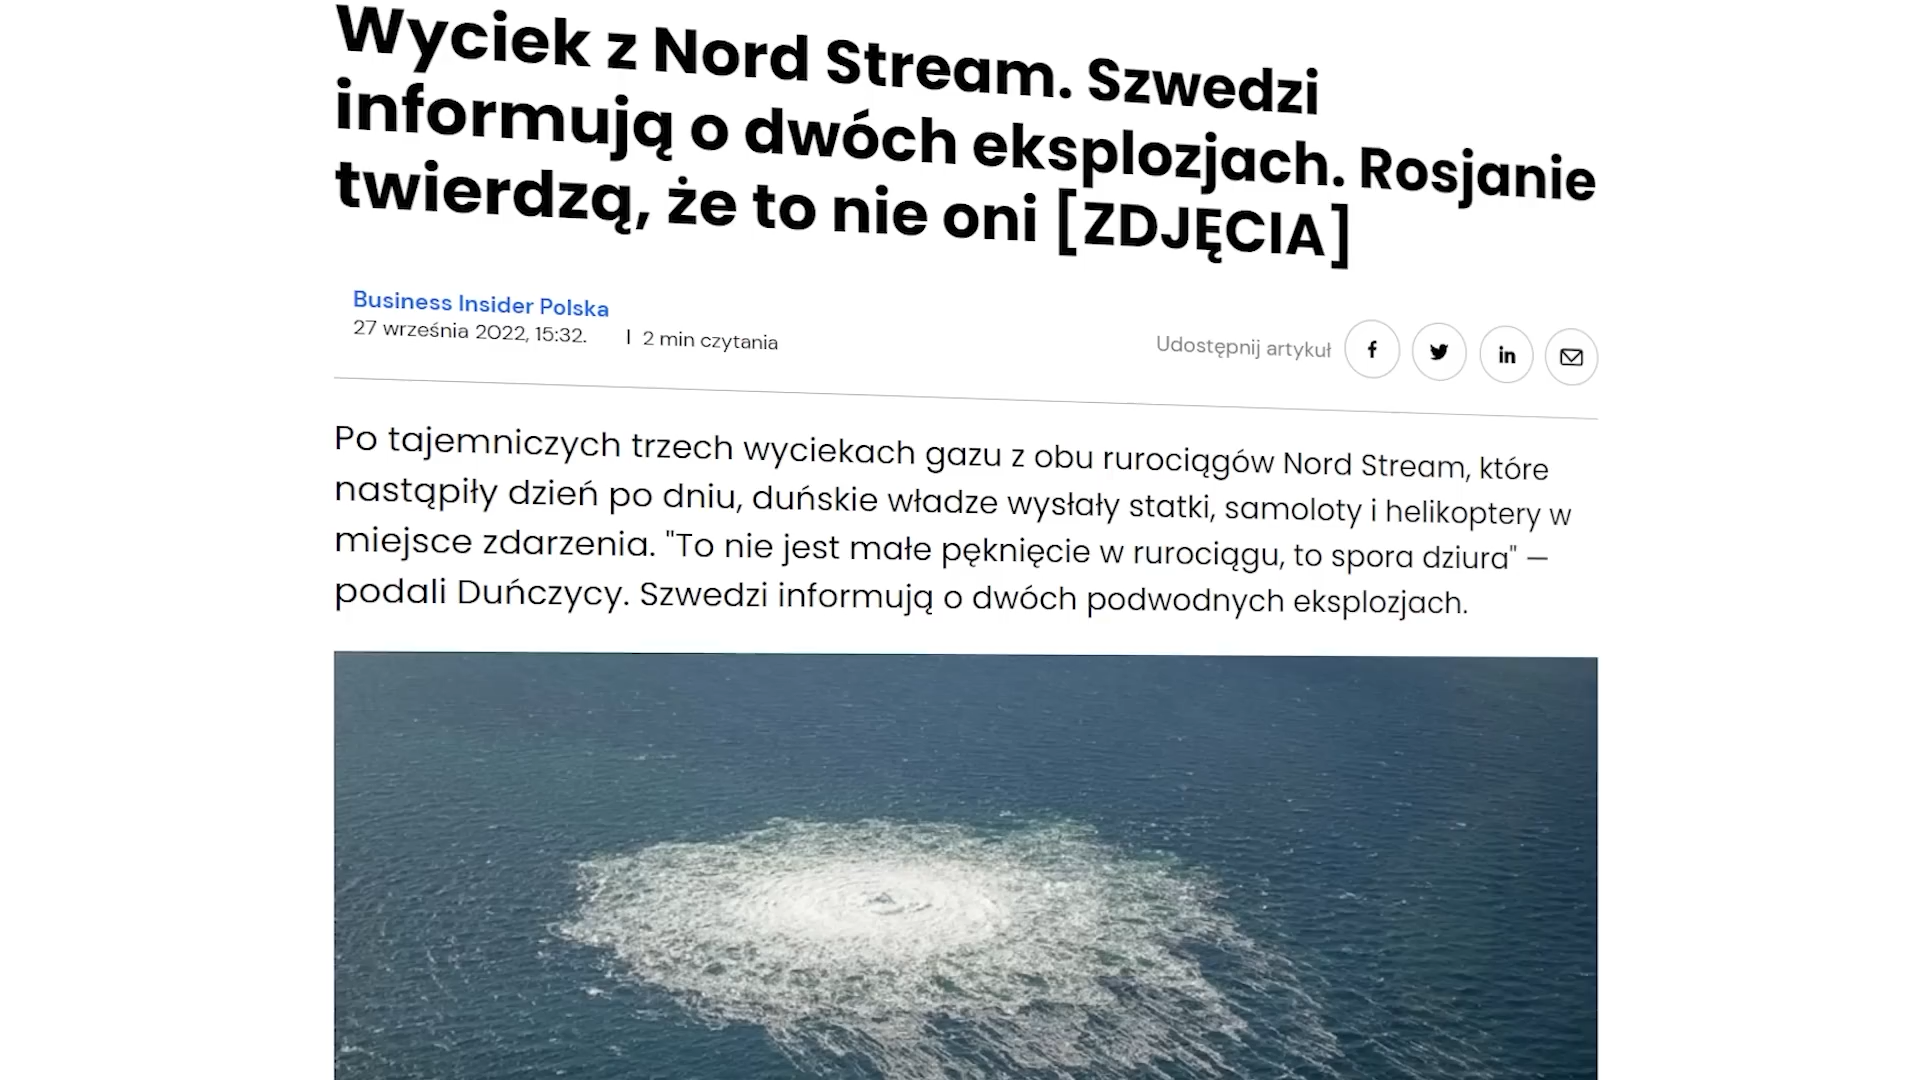 Wyciek z Nord Stream. Szwedzi
informują o dwóch eksplozjach. Rosjanie
twierdzą, że to nie oni [ZDJĘCIA]
Business Insider Polska
27 września 2022, 15:32. | 2 min czytania
Udostępnij artykuł
Po tajemniczych trzech wyciekach gazu z obu rurociągów Nord Stream, które
nastąpiły dzień po dniu, duńskie władze wysłały statki, samoloty i helikoptery w
miejsce zdarzenia. "To nie jest małe pęknięcie w rurociągu, to spora dziura" —
podali Duńczycy. Szwedzi informują o dwóch podwodnych eksplozjach.